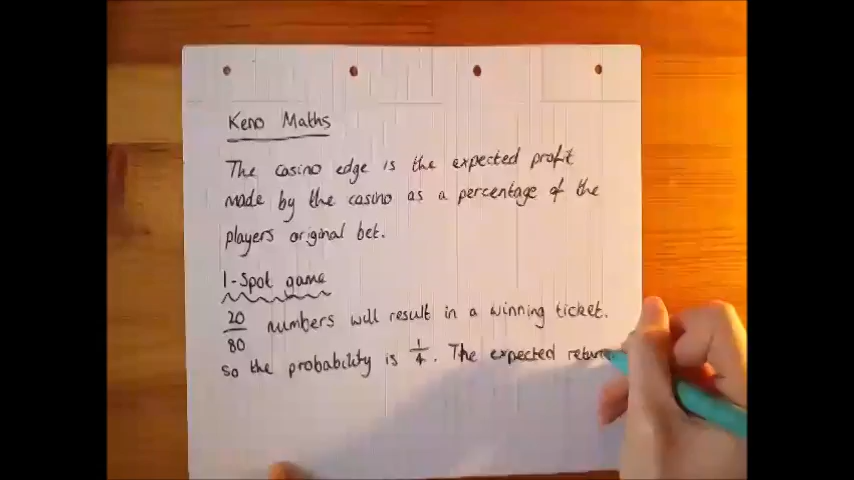 Keno Maths
The casino edge is the expected profit
made by the casino as a percentage of the
players original bet.
1-Spot game
20/80 numbers will result in a winning ticket.
so the probability is 1/4. The expected return